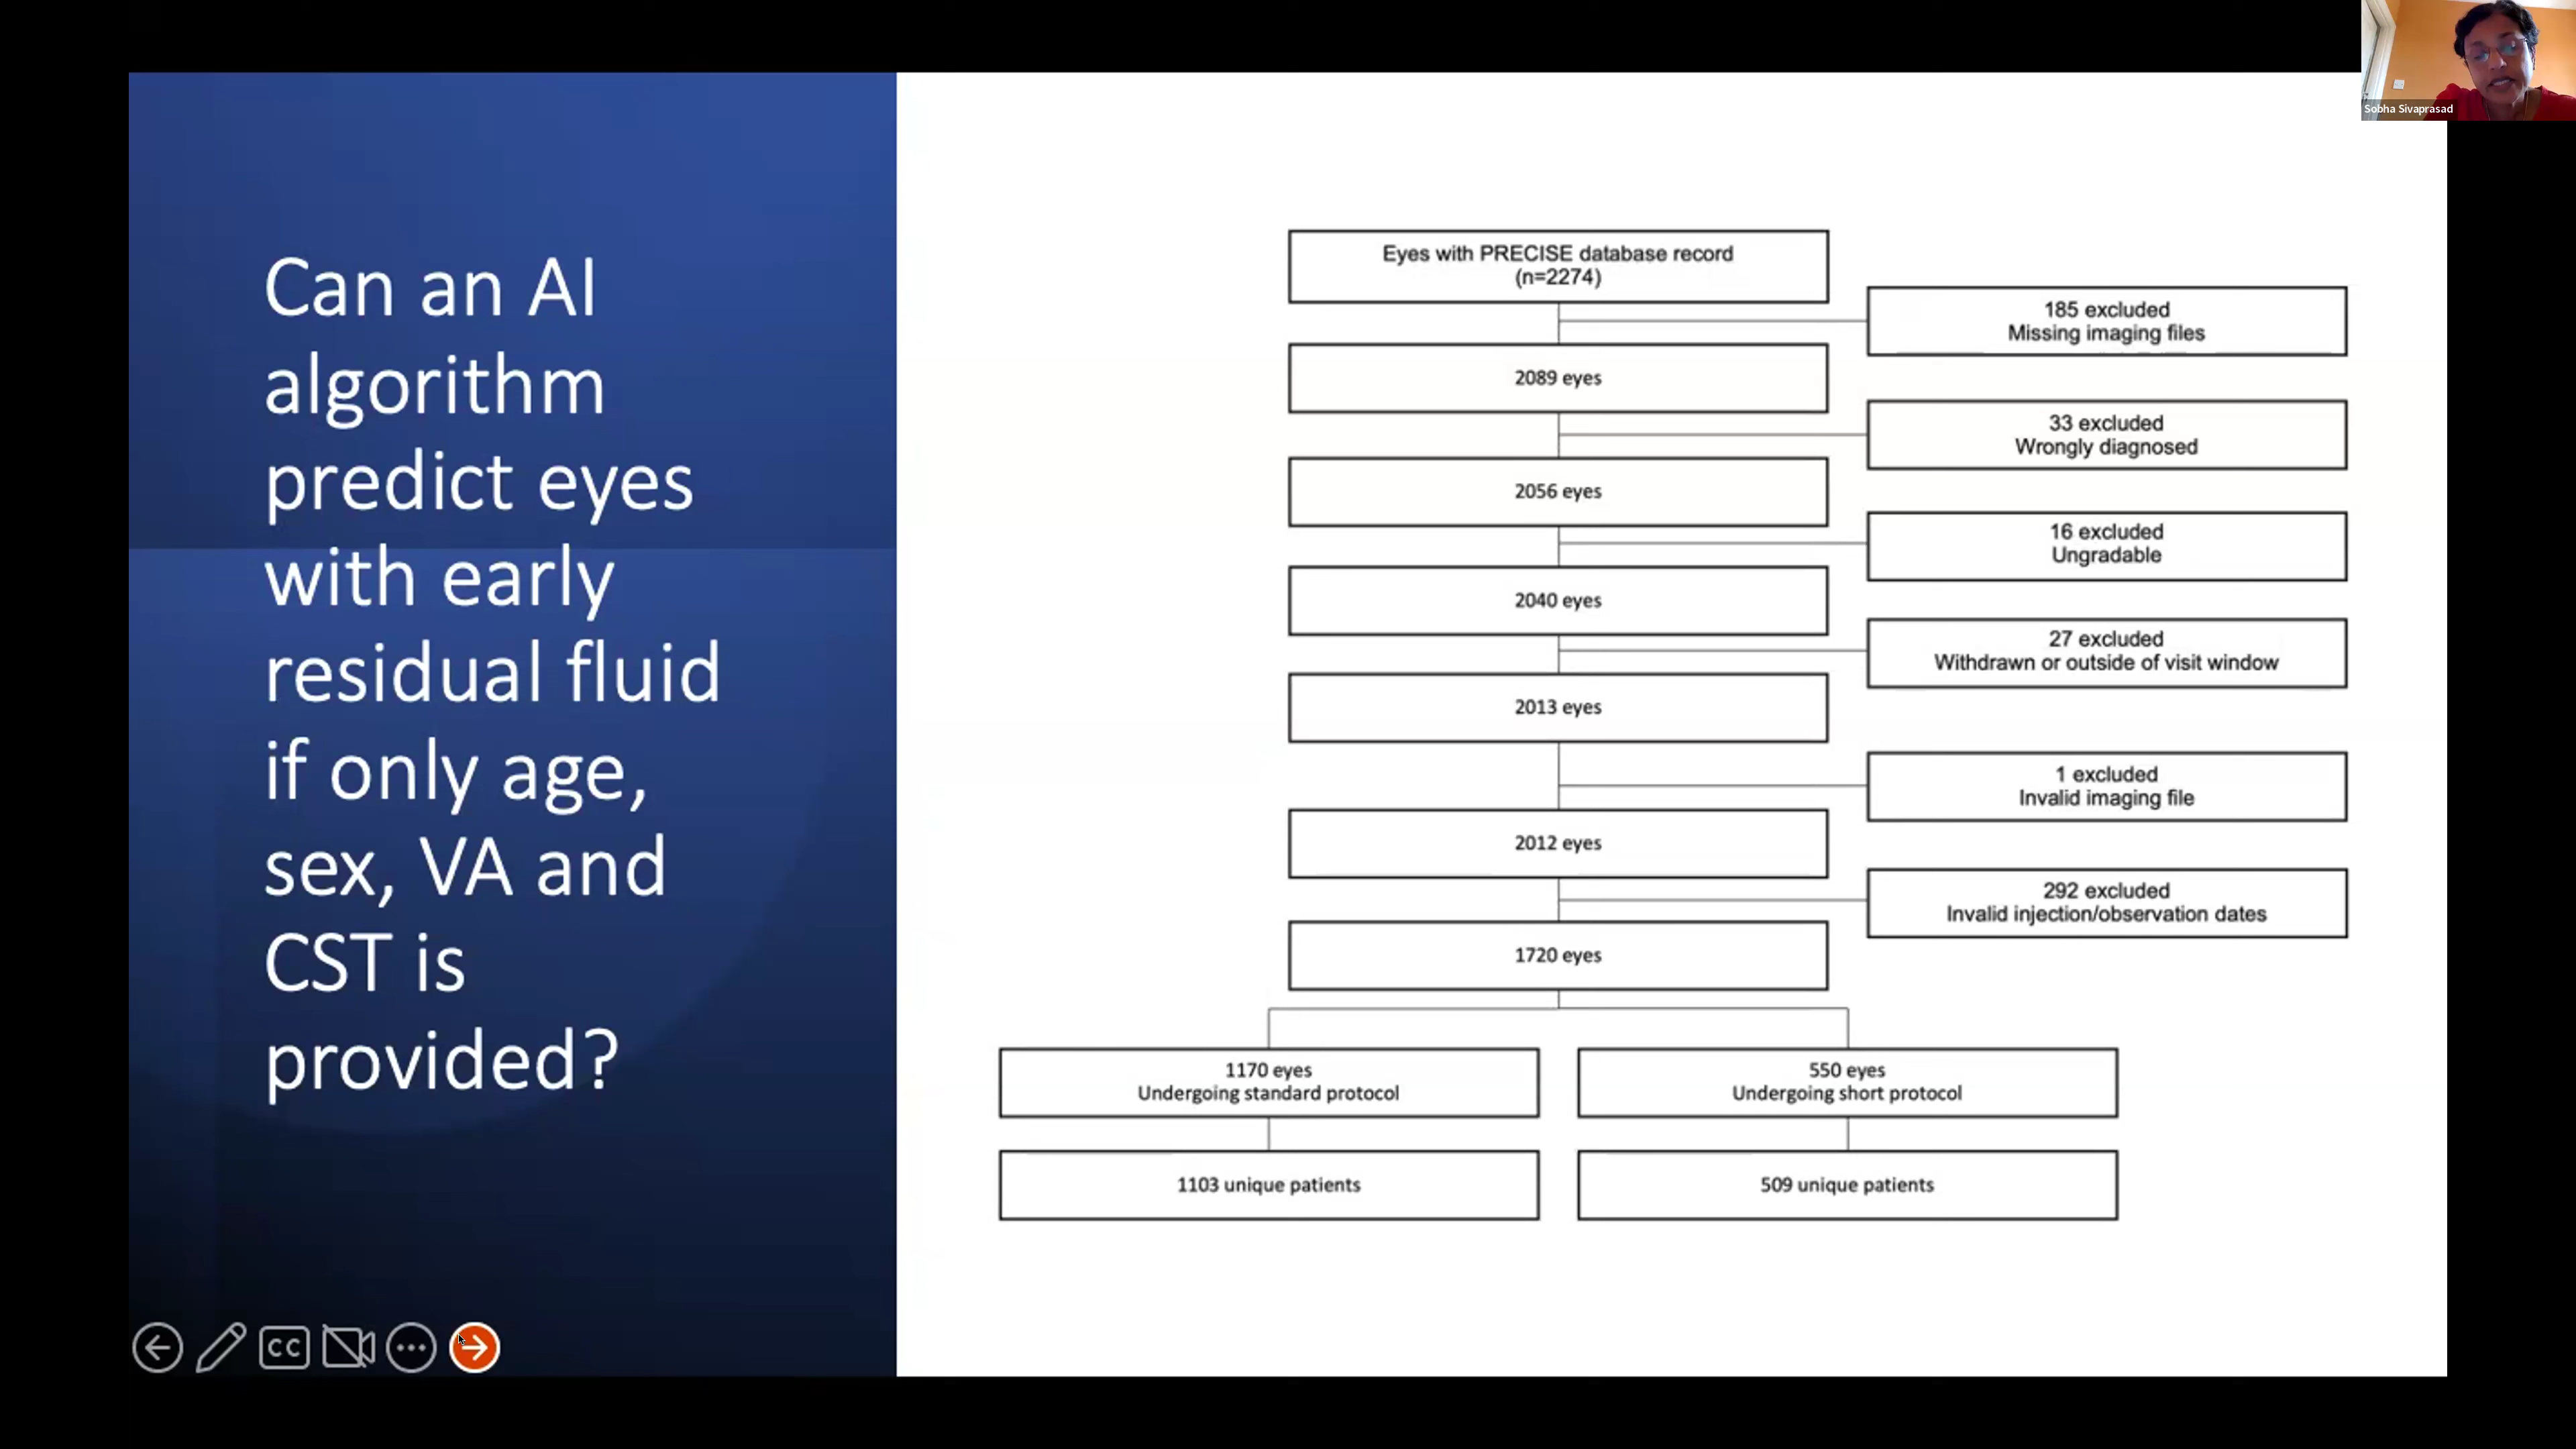 Sobha Sivaprasad
Can an AI
algorithm
predict eyes
with early
residual fluid
if only age,
sex, VA and
CST is
provided?
Eyes with PRECISE database record
(n=2274)
185 excluded
Missing imaging files
2089 eyes
33 excluded
Wrongly diagnosed
2056 eyes
16 excluded
Ungradable
2040 eyes
27 excluded
Withdrawn or outside of visit window
2013 eyes
1 excluded
Invalid imaging file
2012 eyes
292 excluded
Invalid injection/observation dates
1720 eyes
1170 eyes
Undergoing standard protocol
550 eyes
Undergoing short protocol
1103 unique patients
509 unique patients
CC